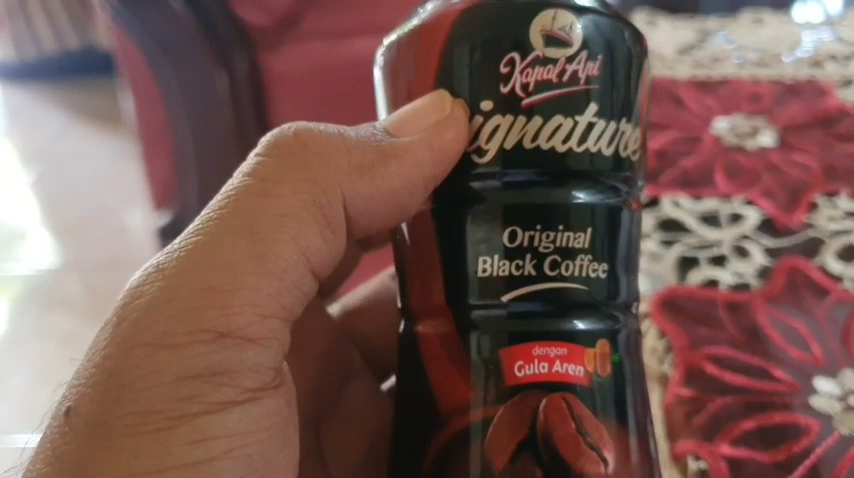 Kapal Api
ignature
Original
Black Coffee
dengan
Gula Aren